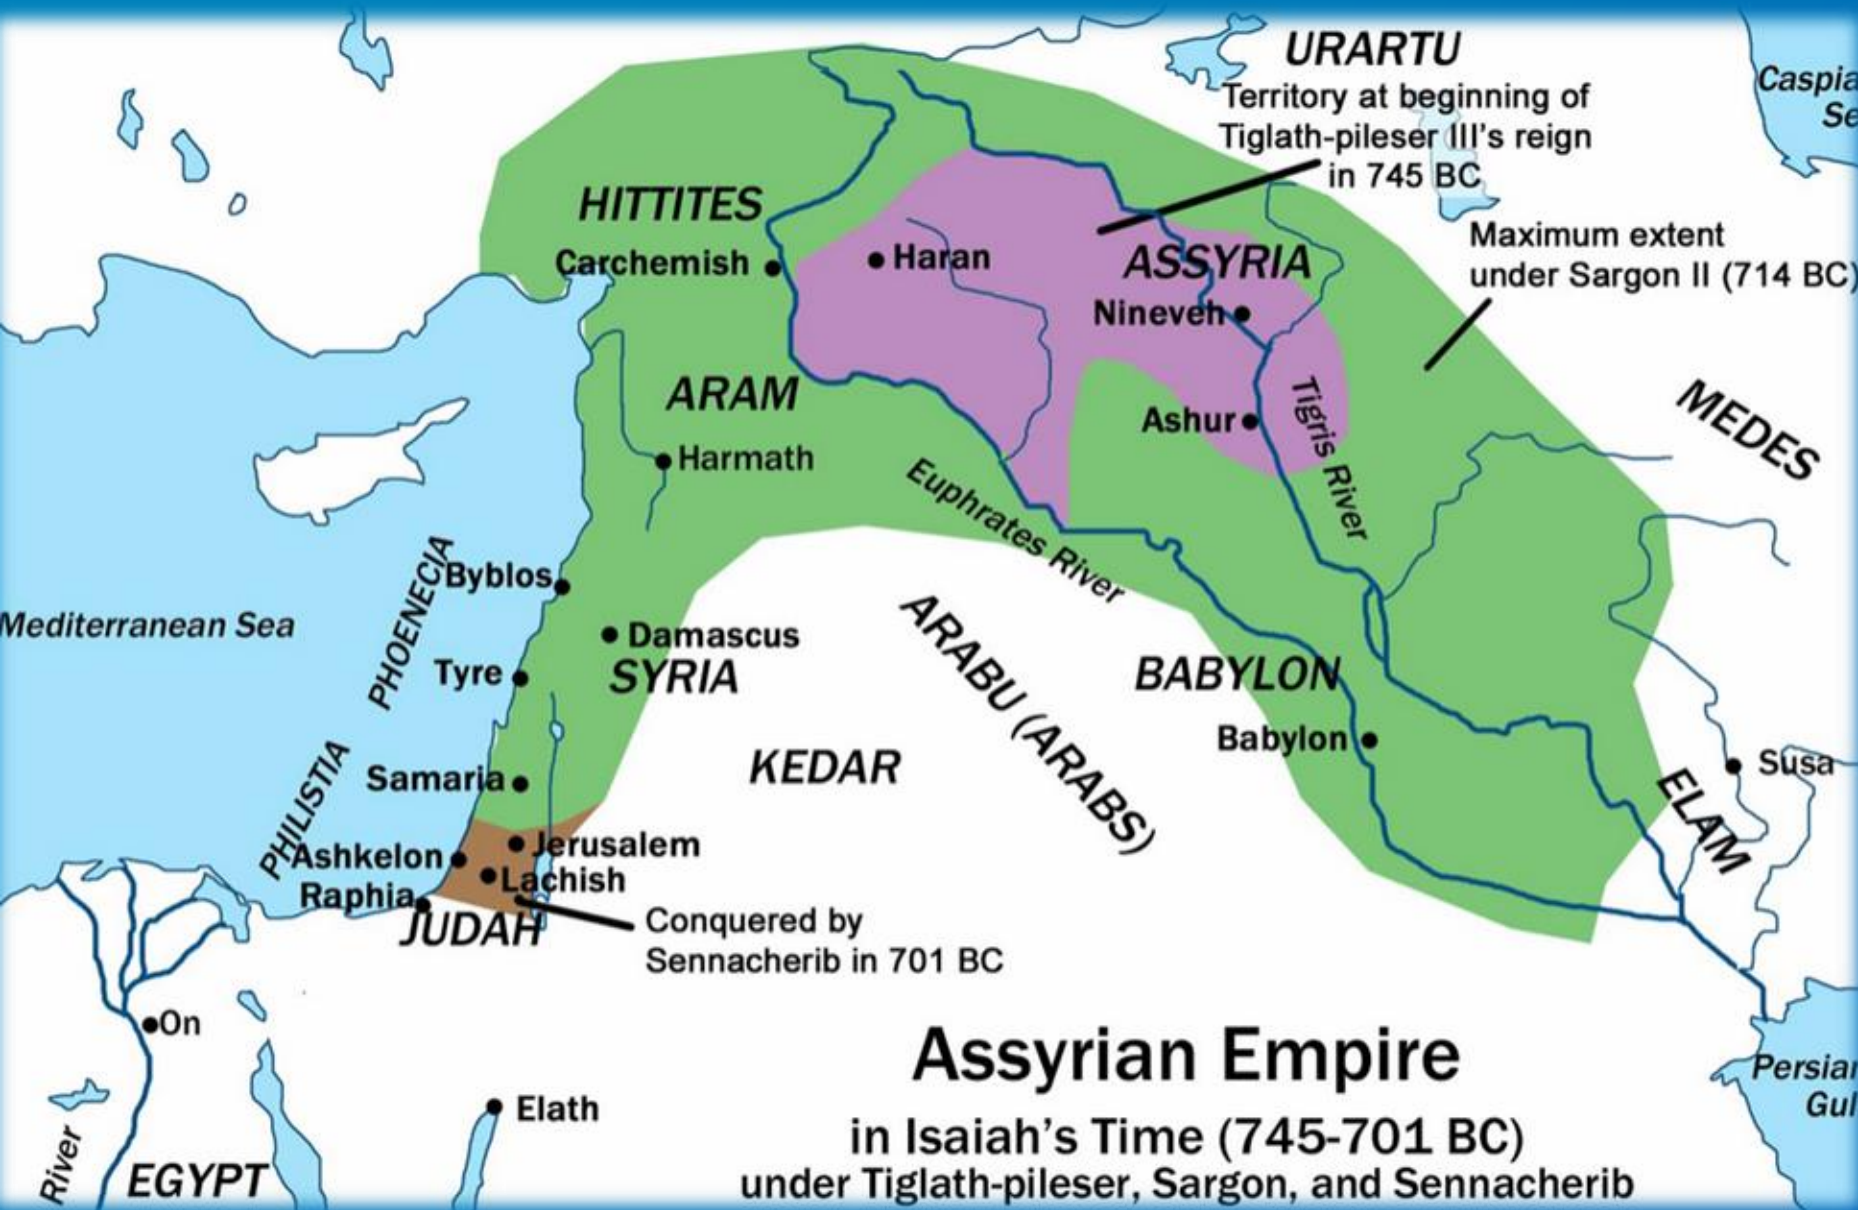 URARTU
Territory at beginning of
Tiglath-pileser III's reign
in 745 BC
Caspia
Se
HITTITES
Carchemish
Haran
ASSYRIA
Nineveh
Maximum extent
under Sargon II (714 BC)
MEDES
ARAM
Ashur
Tigris River
Harmath
Euphrates River
PHOENECIA
Byblos
Mediterranean Sea
Damascus
SYRIA
Tyre
ARABU (ARABS)
BABYLON
Babylon
KEDAR
Samaria
PHILISTIA
Susa
ELAM
Jerusalem
Ashkelon
Lachish
Raphia
JUDAH
Conquered by
Sennacherib in 701 BC
On
Elath
River
EGYPT
Persian
Gul
Assyrian Empire
in Isaiah's Time (745-701 BC)
under Tiglath-pileser, Sargon, and Sennacherib